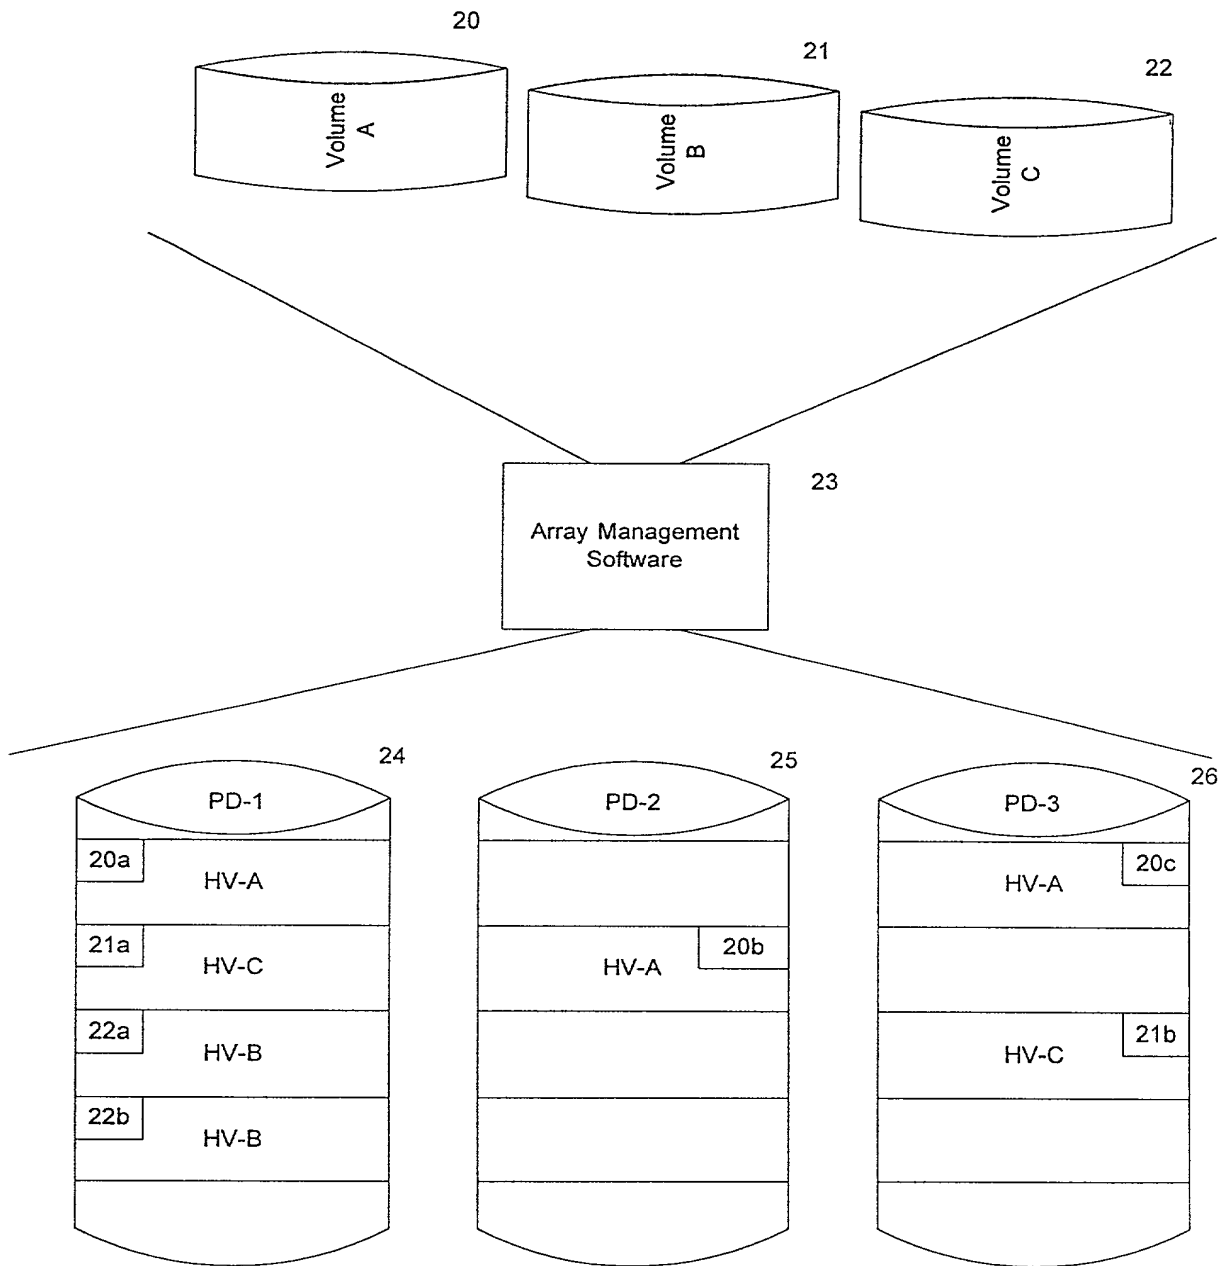 20
21
22
Volume
A
Volume
B
Volume
C
23
Array Management
Software
24
25
26
PD-1
PD-2
PD-3
20a
HV-A
20c
HV-A
21a
HV-C
20b
HV-A
22a
HV-B
21b
HV-C
22b
HV-B